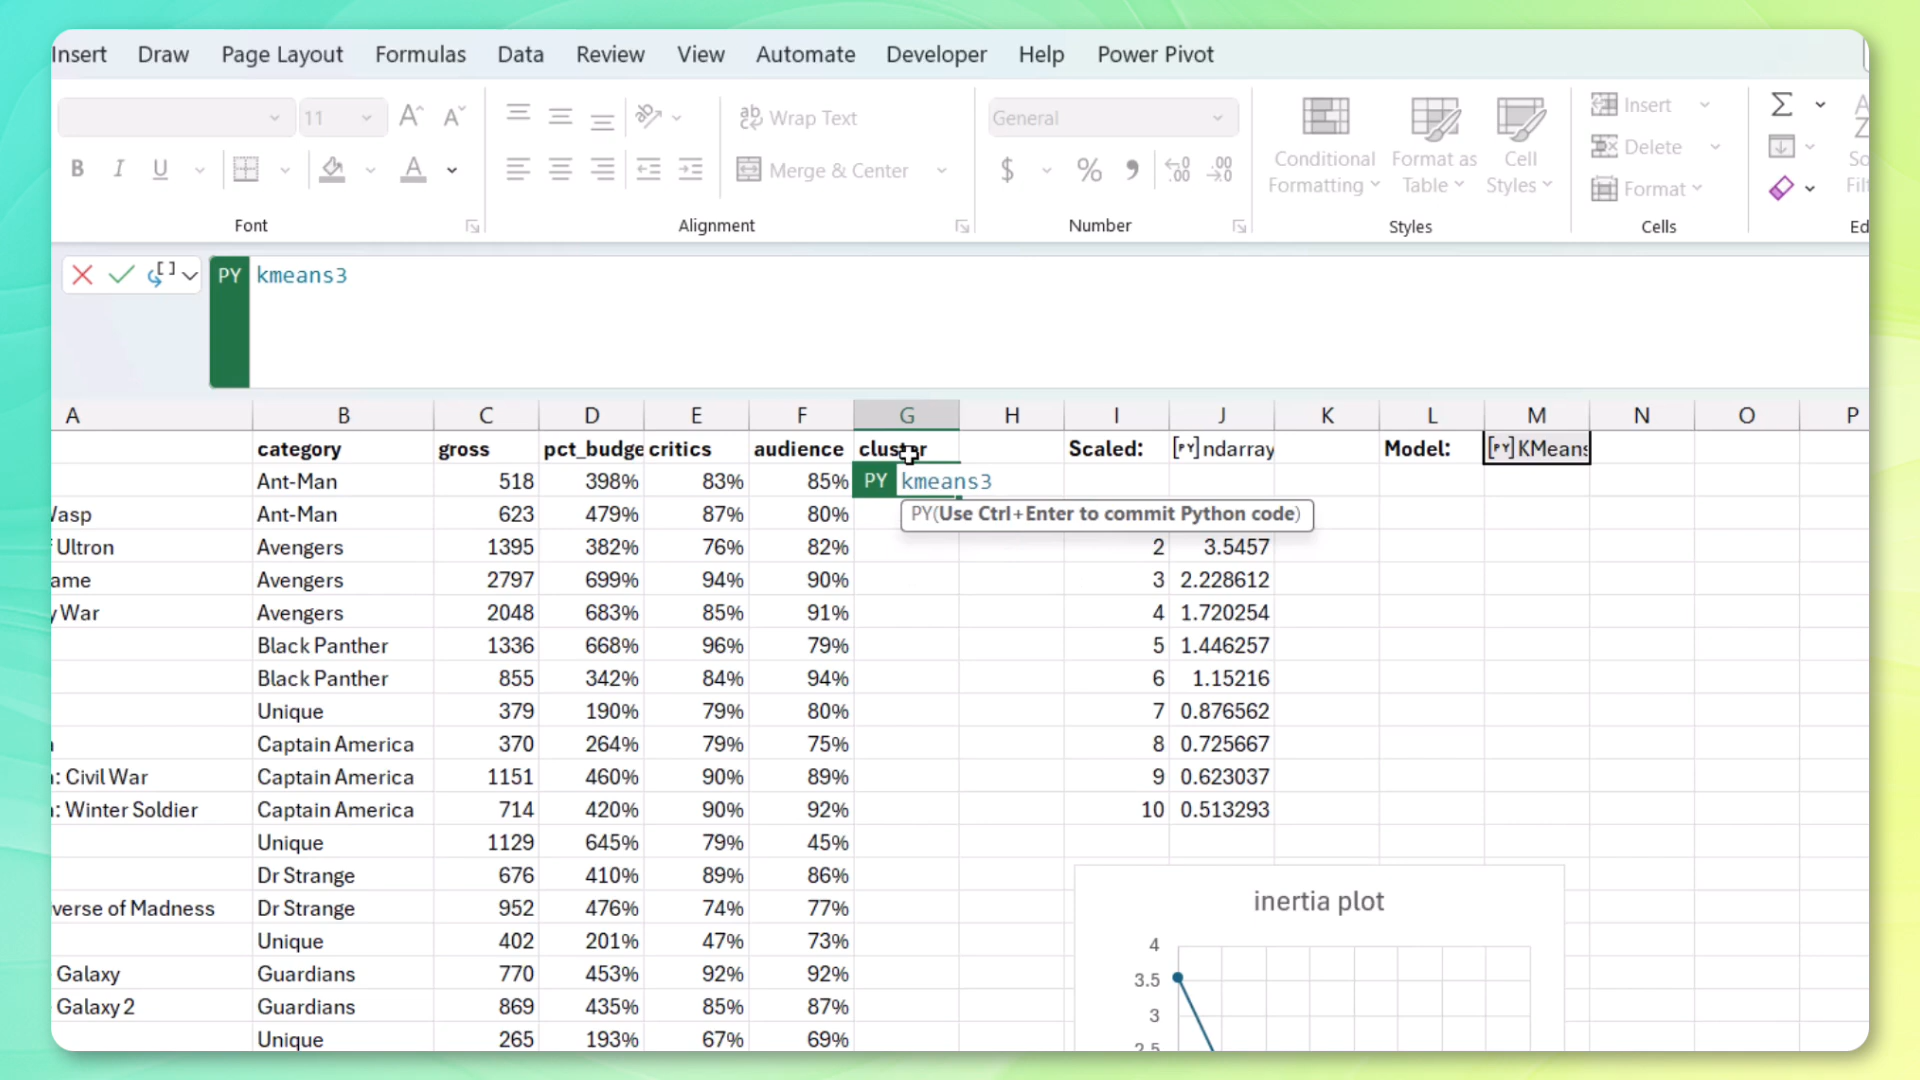 Insert Draw Page Layout Formulas Data Review View Automate Developer Help Power Pivot
11 A A ab Wrap Text General Insert
B I U A Merge & Center $ % Conditional Formatting Format as Table Cell Styles Delete Format
Font Alignment Number Styles Cells Ed
PY kmeans3
A B C D E F G H I J K L M N O P
category gross pct_budge critics audience cluster Scaled: [PY] ndarray Model: [PY] KMeans
Ant-Man 518 398% 83% 85% PY kmeans3
Wasp Ant-Man 623 479% 87% 80% PY(Use Ctrl+Enter to commit Python code)
Ultron Avengers 1395 382% 76% 82% 2 3.5457
ame Avengers 2797 699% 94% 90% 3 2.228612
y War Avengers 2048 683% 85% 91% 4 1.720254
Black Panther 1336 668% 96% 79% 5 1.446257
Black Panther 855 342% 84% 94% 6 1.15216
Unique 379 190% 79% 80% 7 0.876562
Captain America 370 264% 79% 75% 8 0.725667
: Civil War Captain America 1151 460% 90% 89% 9 0.623037
: Winter Soldier Captain America 714 420% 90% 92% 10 0.513293
Unique 1129 645% 79% 45%
Dr Strange 676 410% 89% 86%
verse of Madness Dr Strange 952 476% 74% 77%
Unique 402 201% 47% 73%
Galaxy Guardians 770 453% 92% 92%
Galaxy 2 Guardians 869 435% 85% 87%
Unique 265 193% 67% 69%
inertia plot
4
3.5
3
2.5